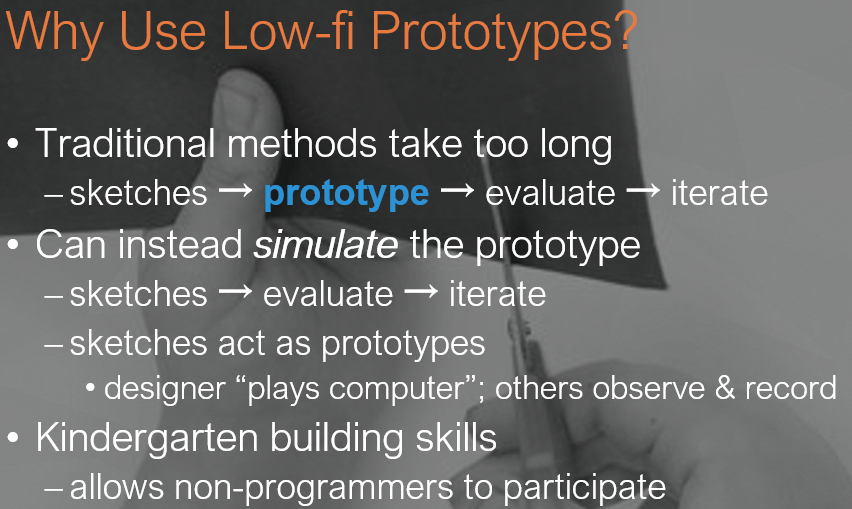 Why Use Low-fi Prototypes?
• Traditional methods take too long
– sketches → prototype → evaluate → iterate
• Can instead simulate the prototype
– sketches → evaluate → iterate
– sketches act as prototypes
• designer “plays computer”; others observe & record
• Kindergarten building skills
– allows non-programmers to participate